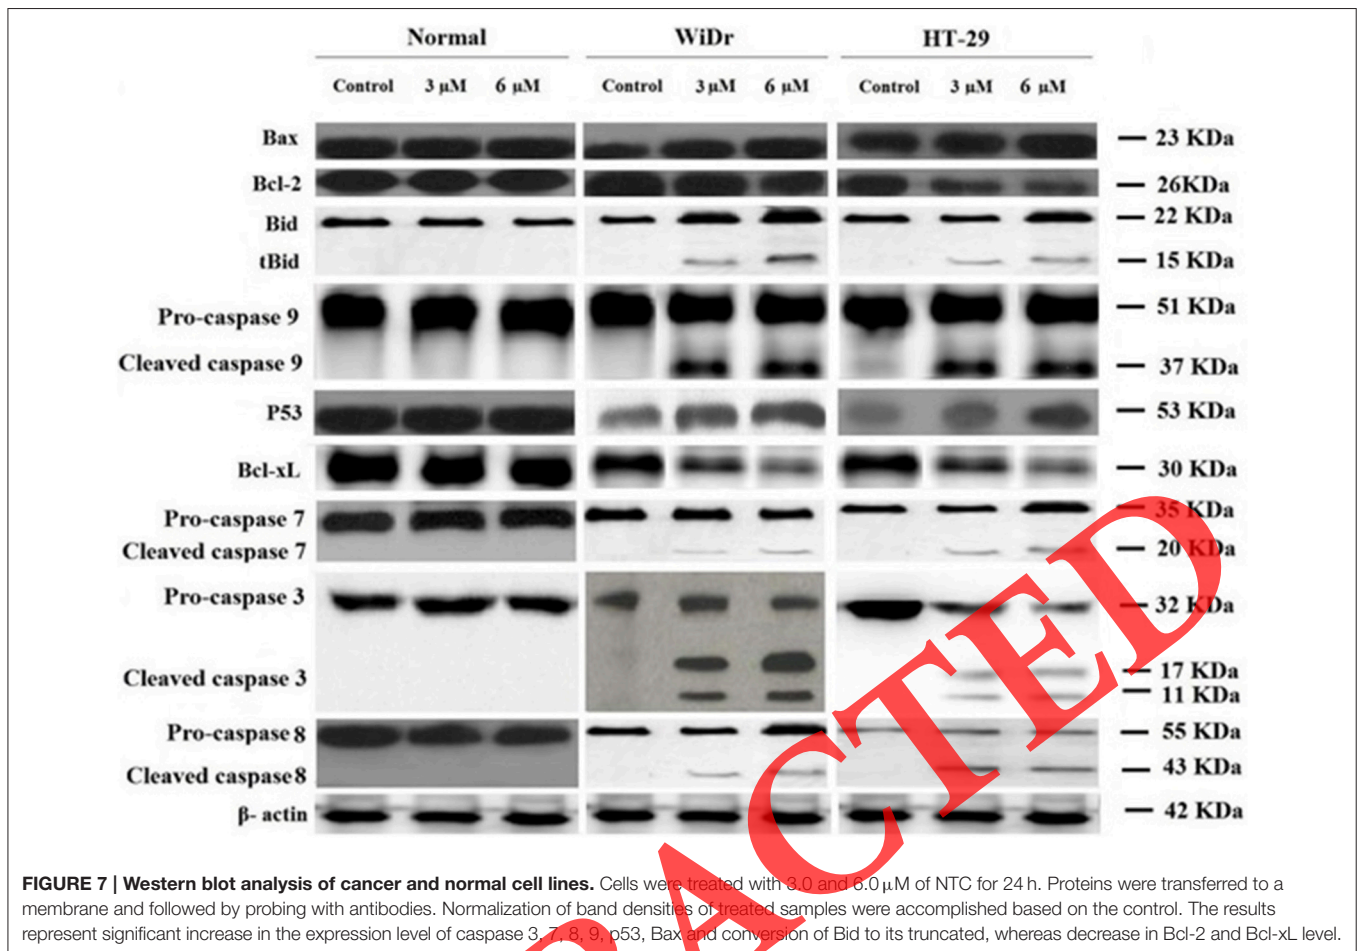 Normal WiDr HT-29
Control 3 μM 6 μM Control 3 μM 6 μM Control 3 μM 6 μM
Bax 23 KDa
Bcl-2 26KDa
Bid 22 KDa
tBid 15 KDa
Pro-caspase 9 51 KDa
Cleaved caspase 9 37 KDa
P53 53 KDa
Bcl-xL 30 KDa
Pro-caspase 7 35 KDa
Cleaved caspase 7 20 KDa
Pro-caspase 3 32 KDa
Cleaved caspase 3 17 KDa
11 KDa
Pro-caspase 8 55 KDa
Cleaved caspase 8 43 KDa
β- actin 42 KDa
FIGURE 7 | Western blot analysis of cancer and normal cell lines. Cells were treated with 3.0 and 6.0 μM of NTC for 24 h. Proteins were transferred to a
membrane and followed by probing with antibodies. Normalization of band densities of treated samples were accomplished based on the control. The results
represent significant increase in the expression level of caspase 3, 7, 8, 9, p53, Bax and conversion of Bid to its truncated, whereas decrease in Bcl-2 and Bcl-xL level.
RACTED